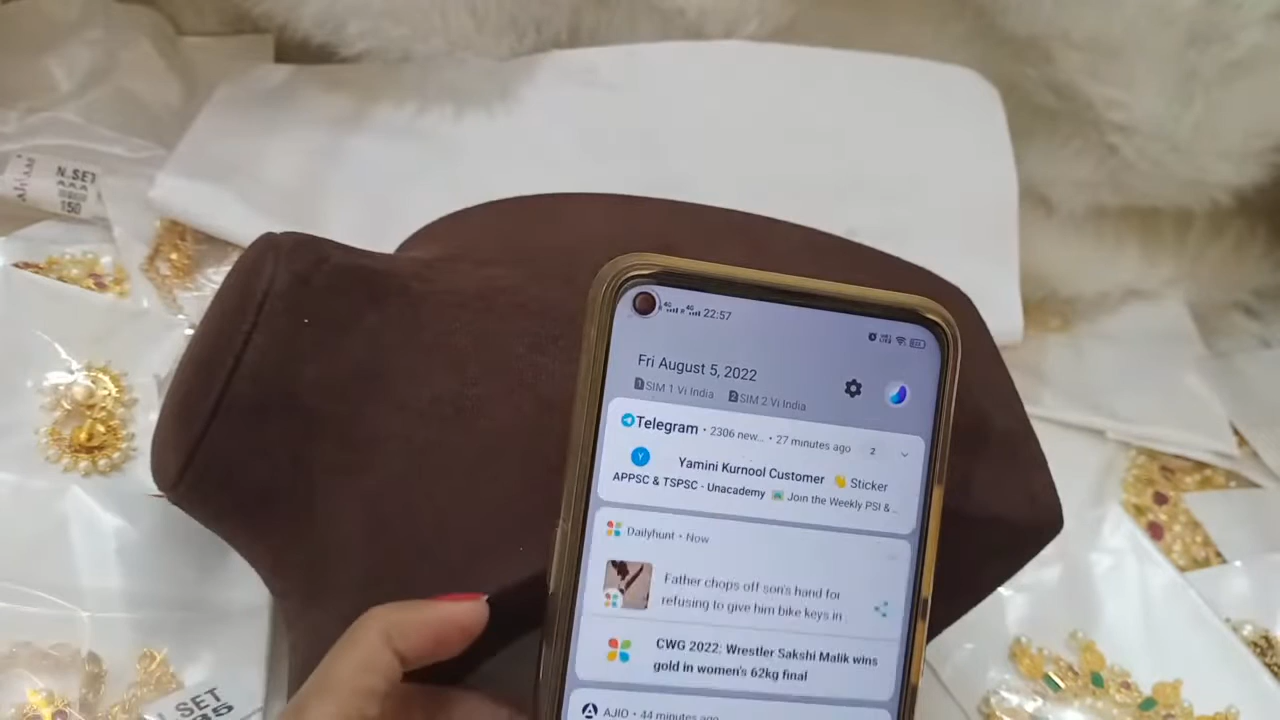 N.SET
AAA
150
22:57
Fri August 5, 2022
1 SIM 1 Vi India 2 SIM 2 Vi India
Telegram • 2306 new... • 27 minutes ago 2
Y
Yamini Kurnool Customer 👋 Sticker
APPSC & TSPSC - Unacademy Join the Weekly PSI &...
Dailyhunt • Now
Father chops off son's hand for
refusing to give him bike keys in
CWG 2022: Wrestler Sakshi Malik wins
gold in women's 62kg final
AJIO • 44 minutes ago
SET